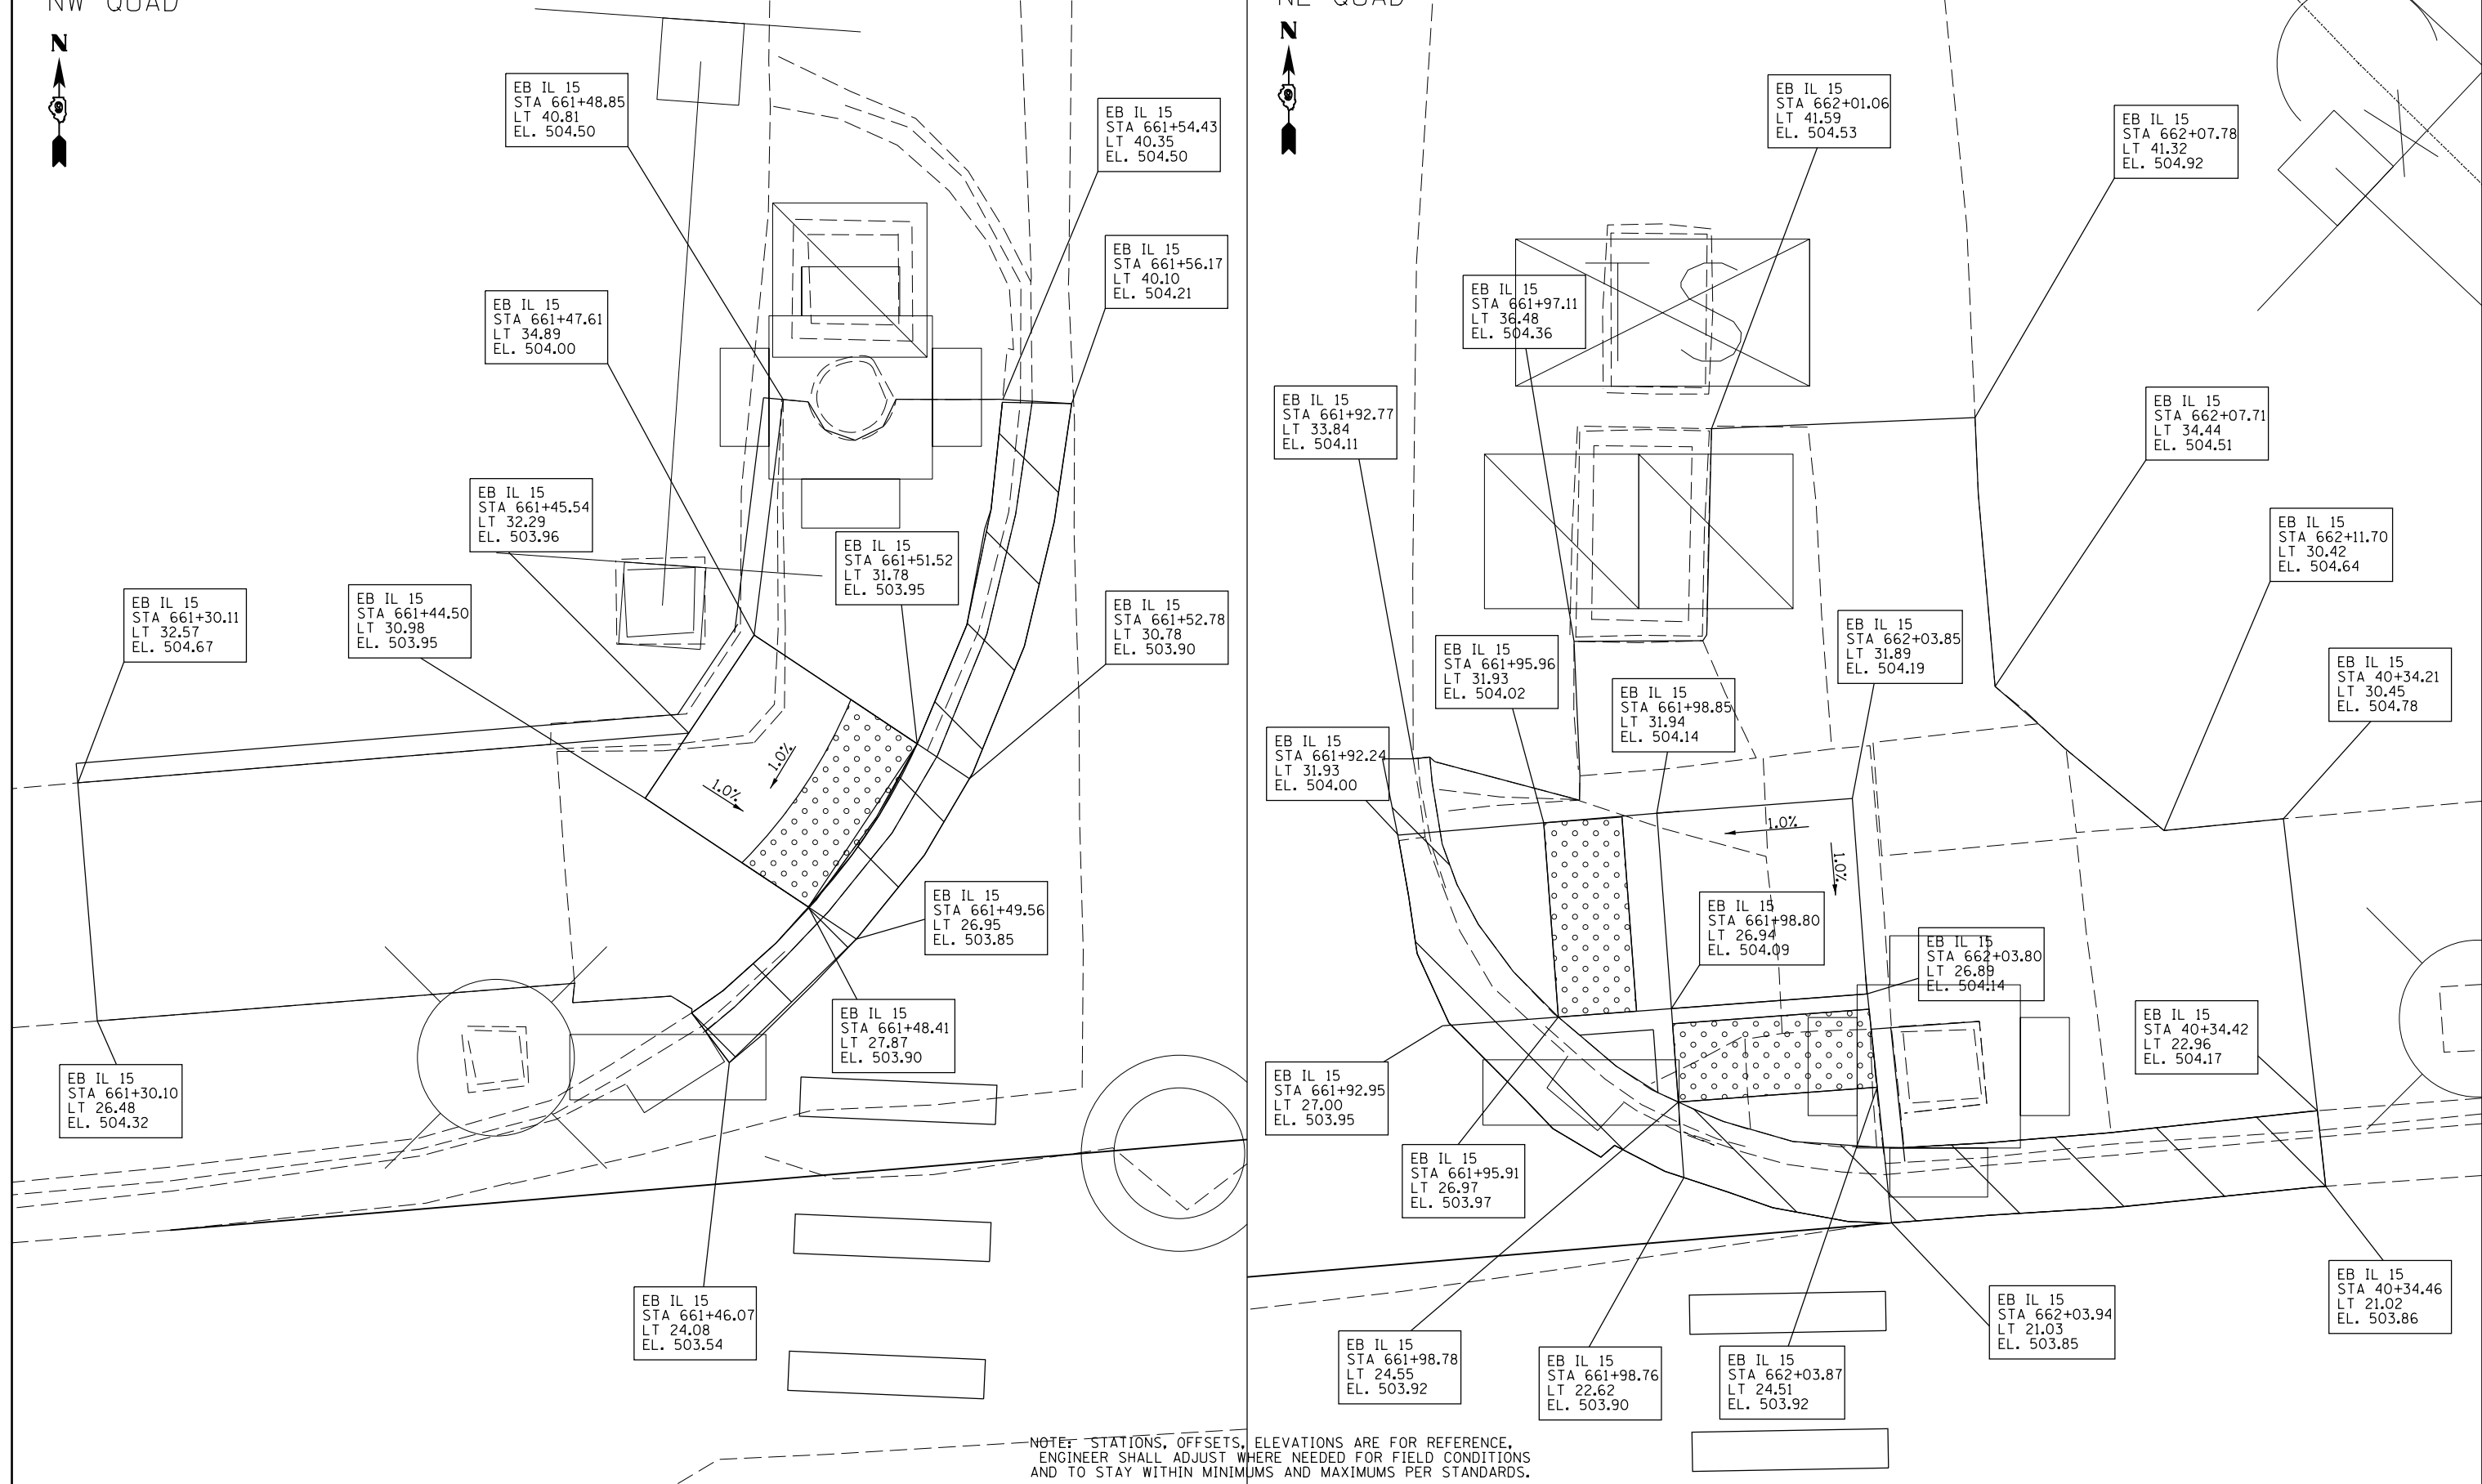 NW QUAD
N
EB IL 15
STA 661+48.85
LT 40.81
EL. 504.50
EB IL 15
STA 661+54.43
LT 40.35
EL. 504.50
EB IL 15
STA 661+56.17
LT 40.10
EL. 504.21
EB IL 15
STA 661+47.61
LT 34.89
EL. 504.00
EB IL 15
STA 661+45.54
LT 32.29
EL. 503.96
EB IL 15
STA 661+51.52
LT 31.78
EL. 503.95
EB IL 15
STA 661+30.11
LT 32.57
EL. 504.67
EB IL 15
STA 661+44.50
LT 30.98
EL. 503.95
EB IL 15
STA 661+52.78
LT 30.78
EL. 503.90
1.0%
1.0%
EB IL 15
STA 661+49.56
LT 26.95
EL. 503.85
EB IL 15
STA 661+48.41
LT 27.87
EL. 503.90
EB IL 15
STA 661+30.10
LT 26.48
EL. 504.32
EB IL 15
STA 661+46.07
LT 24.08
EL. 503.54
NE QUAD
N
EB IL 15
STA 662+01.06
LT 41.59
EL. 504.53
EB IL 15
STA 662+07.78
LT 41.32
EL. 504.92
TS
EB IL 15
STA 661+97.11
LT 36.48
EL. 504.36
EB IL 15
STA 661+92.77
LT 33.84
EL. 504.11
EB IL 15
STA 662+07.71
LT 34.44
EL. 504.51
EB IL 15
STA 662+11.70
LT 30.42
EL. 504.64
EB IL 15
STA 661+95.96
LT 31.93
EL. 504.02
EB IL 15
STA 662+03.85
LT 31.89
EL. 504.19
EB IL 15
STA 661+98.85
LT 31.94
EL. 504.14
EB IL 15
STA 40+34.21
LT 30.45
EL. 504.78
EB IL 15
STA 661+92.24
LT 31.93
EL. 504.00
1.0%
1.0%
EB IL 15
STA 661+98.80
LT 26.94
EL. 504.09
EB IL 15
STA 662+03.80
LT 26.89
EL. 504.14
EB IL 15
STA 40+34.42
LT 22.96
EL. 504.17
EB IL 15
STA 661+92.95
LT 27.00
EL. 503.95
EB IL 15
STA 661+95.91
LT 26.97
EL. 503.97
EB IL 15
STA 661+98.78
LT 24.55
EL. 503.92
EB IL 15
STA 661+98.76
LT 22.62
EL. 503.90
EB IL 15
STA 662+03.87
LT 24.51
EL. 503.92
EB IL 15
STA 662+03.94
LT 21.03
EL. 503.85
EB IL 15
STA 40+34.46
LT 21.02
EL. 503.86
NOTE: STATIONS, OFFSETS, ELEVATIONS ARE FOR REFERENCE,
ENGINEER SHALL ADJUST WHERE NEEDED FOR FIELD CONDITIONS
AND TO STAY WITHIN MINIMUMS AND MAXIMUMS PER STANDARDS.